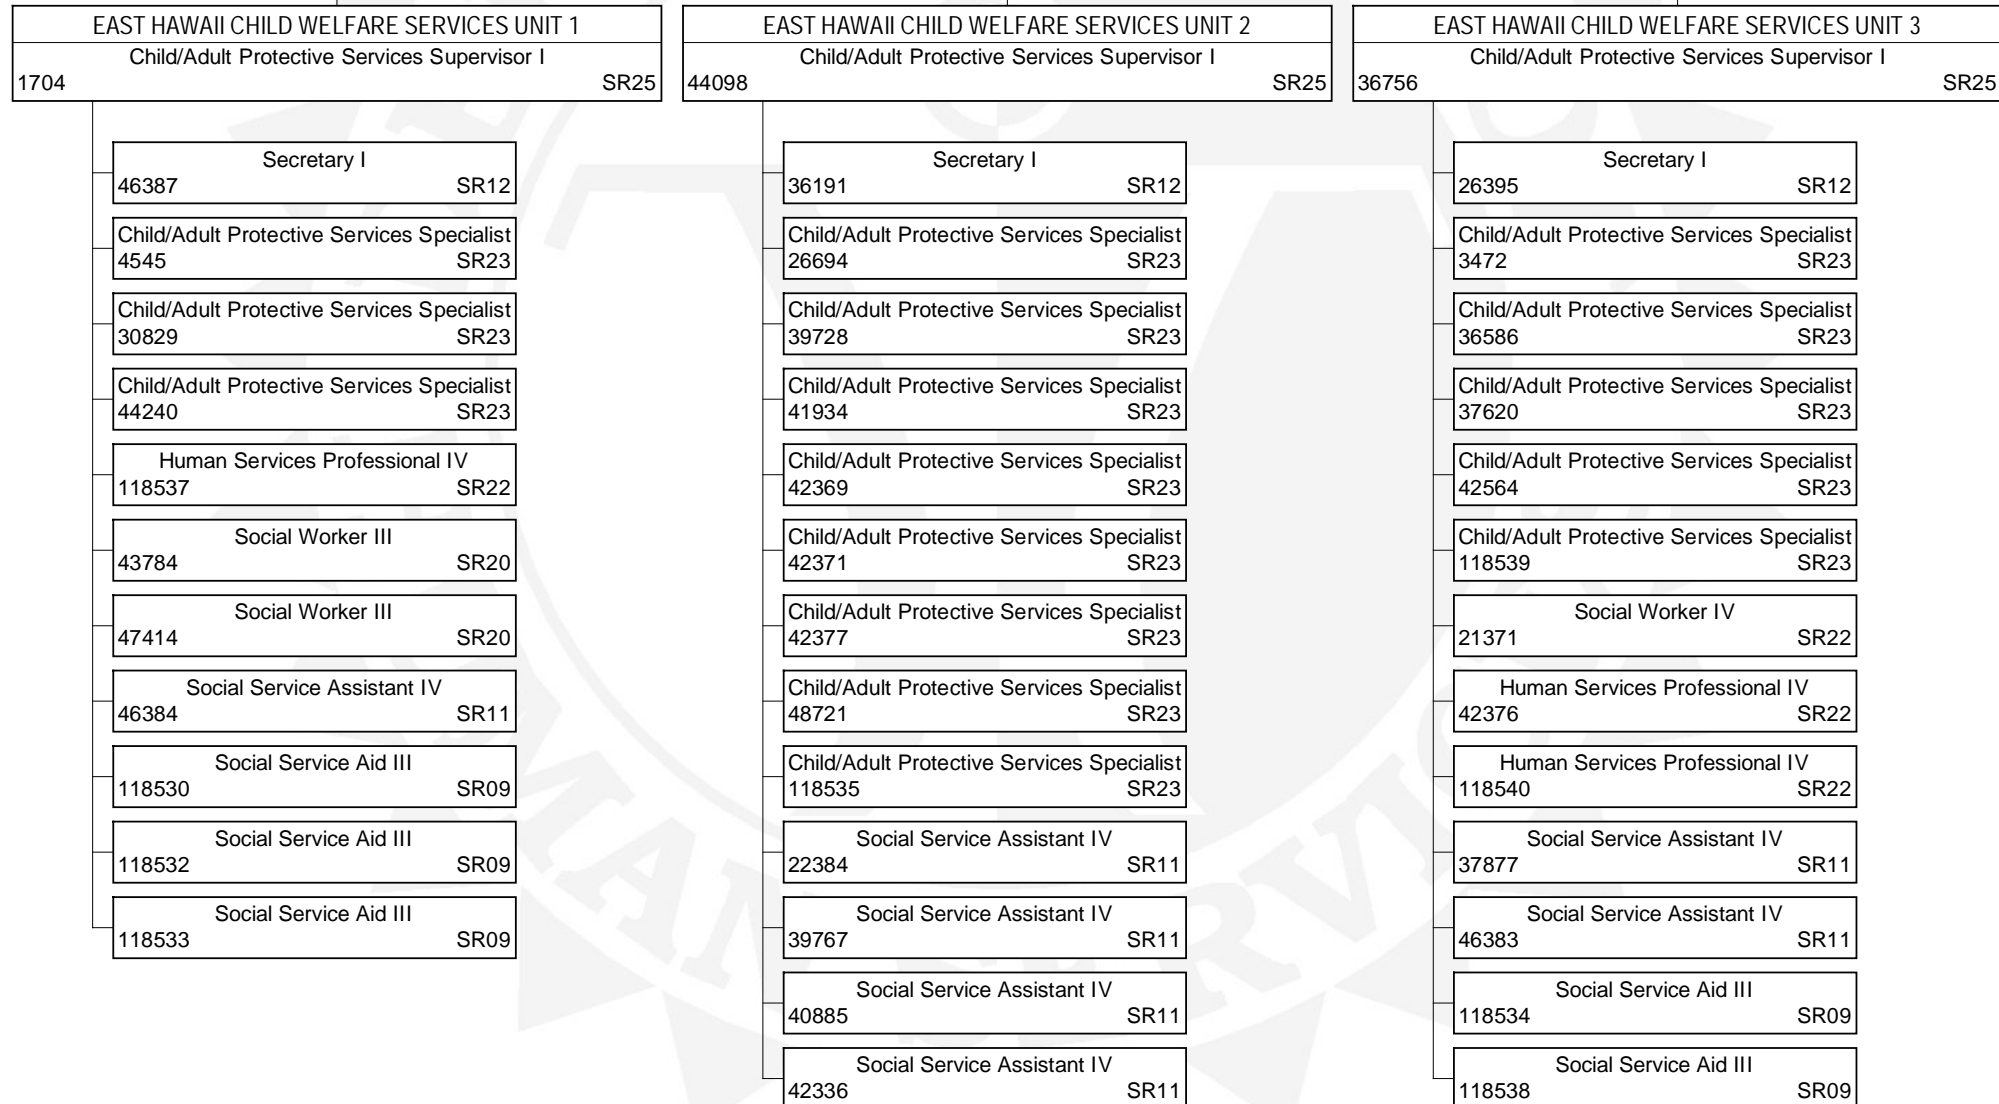 EAST HAWAII CHILD WELFARE SERVICES UNIT 1
Child/Adult Protective Services Supervisor I
1704 SR25
Secretary I
46387 SR12
Child/Adult Protective Services Specialist
4545 SR23
Child/Adult Protective Services Specialist
30829 SR23
Child/Adult Protective Services Specialist
44240 SR23
Human Services Professional IV
118537 SR22
Social Worker III
43784 SR20
Social Worker III
47414 SR20
Social Service Assistant IV
46384 SR11
Social Service Aid III
118530 SR09
Social Service Aid III
118532 SR09
Social Service Aid III
118533 SR09
EAST HAWAII CHILD WELFARE SERVICES UNIT 2
Child/Adult Protective Services Supervisor I
44098 SR25
Secretary I
36191 SR12
Child/Adult Protective Services Specialist
26694 SR23
Child/Adult Protective Services Specialist
39728 SR23
Child/Adult Protective Services Specialist
41934 SR23
Child/Adult Protective Services Specialist
42369 SR23
Child/Adult Protective Services Specialist
42371 SR23
Child/Adult Protective Services Specialist
42377 SR23
Child/Adult Protective Services Specialist
48721 SR23
Child/Adult Protective Services Specialist
118535 SR23
Social Service Assistant IV
22384 SR11
Social Service Assistant IV
39767 SR11
Social Service Assistant IV
40885 SR11
Social Service Assistant IV
42336 SR11
EAST HAWAII CHILD WELFARE SERVICES UNIT 3
Child/Adult Protective Services Supervisor I
36756 SR25
Secretary I
26395 SR12
Child/Adult Protective Services Specialist
3472 SR23
Child/Adult Protective Services Specialist
36586 SR23
Child/Adult Protective Services Specialist
37620 SR23
Child/Adult Protective Services Specialist
42564 SR23
Child/Adult Protective Services Specialist
118539 SR23
Social Worker IV
21371 SR22
Human Services Professional IV
42376 SR22
Human Services Professional IV
118540 SR22
Social Service Assistant IV
37877 SR11
Social Service Assistant IV
46383 SR11
Social Service Aid III
118534 SR09
Social Service Aid III
118538 SR09